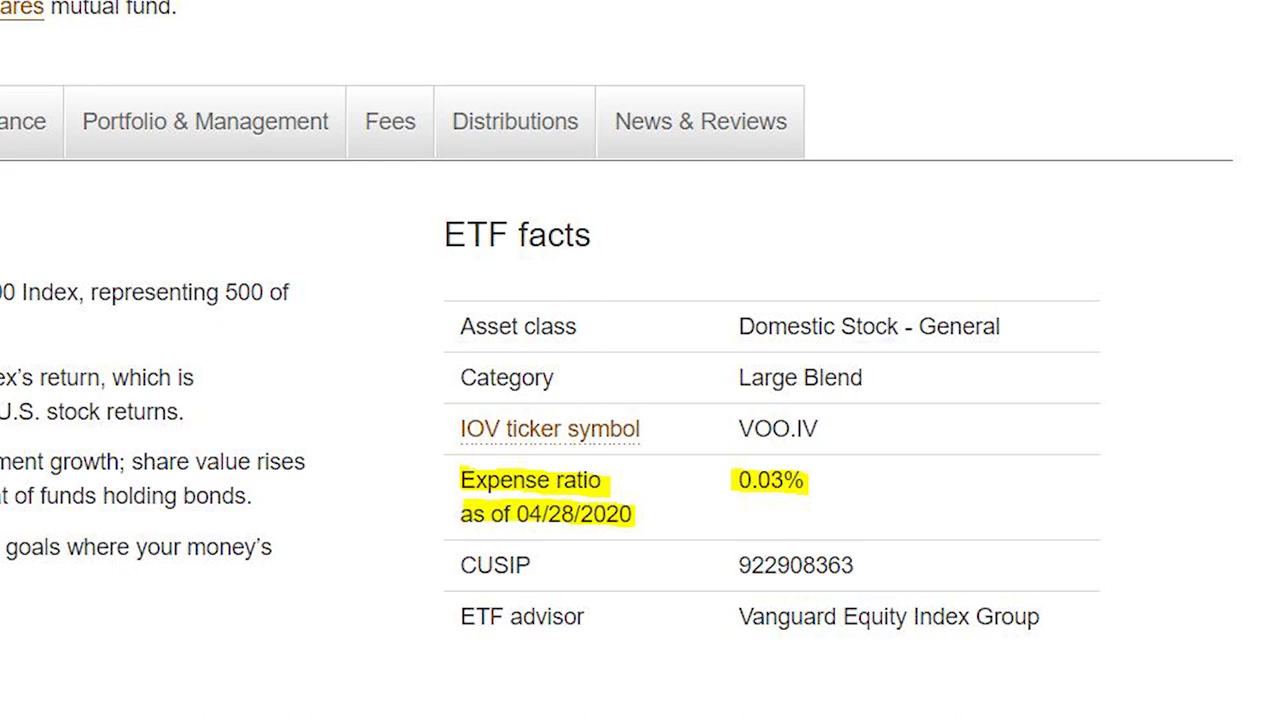 ares mutual fund.
ance Portfolio & Management Fees Distributions News & Reviews
ETF facts
00 Index, representing 500 of
ex’s return, which is
U.S. stock returns.
ment growth; share value rises
at of funds holding bonds.
goals where your money’s
Asset class Domestic Stock - General
Category Large Blend
IOV ticker symbol VOO.IV
Expense ratio 0.03%
as of 04/28/2020
CUSIP 922908363
ETF advisor Vanguard Equity Index Group